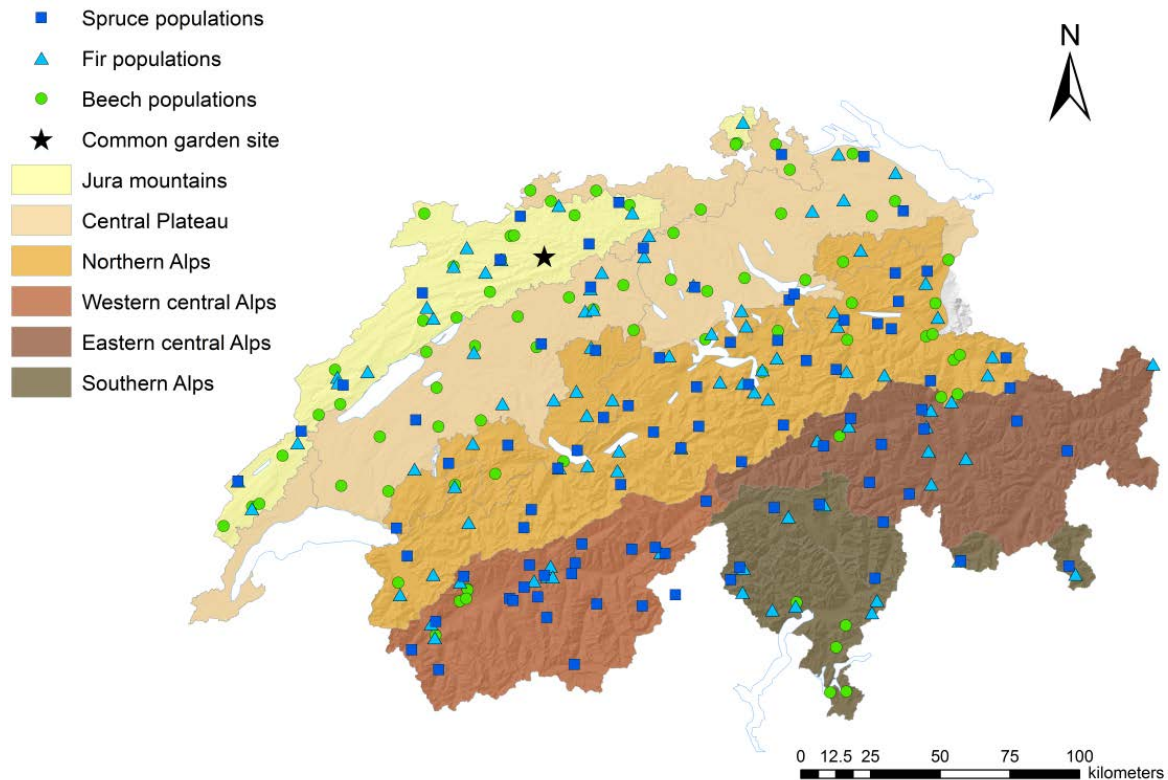 Spruce populations
Fir populations
Beech populations
Common garden site
Jura mountains
Central Plateau
Northern Alps
Western central Alps
Eastern central Alps
Southern Alps
N
0 12.5 25 50 75 100
kilometers